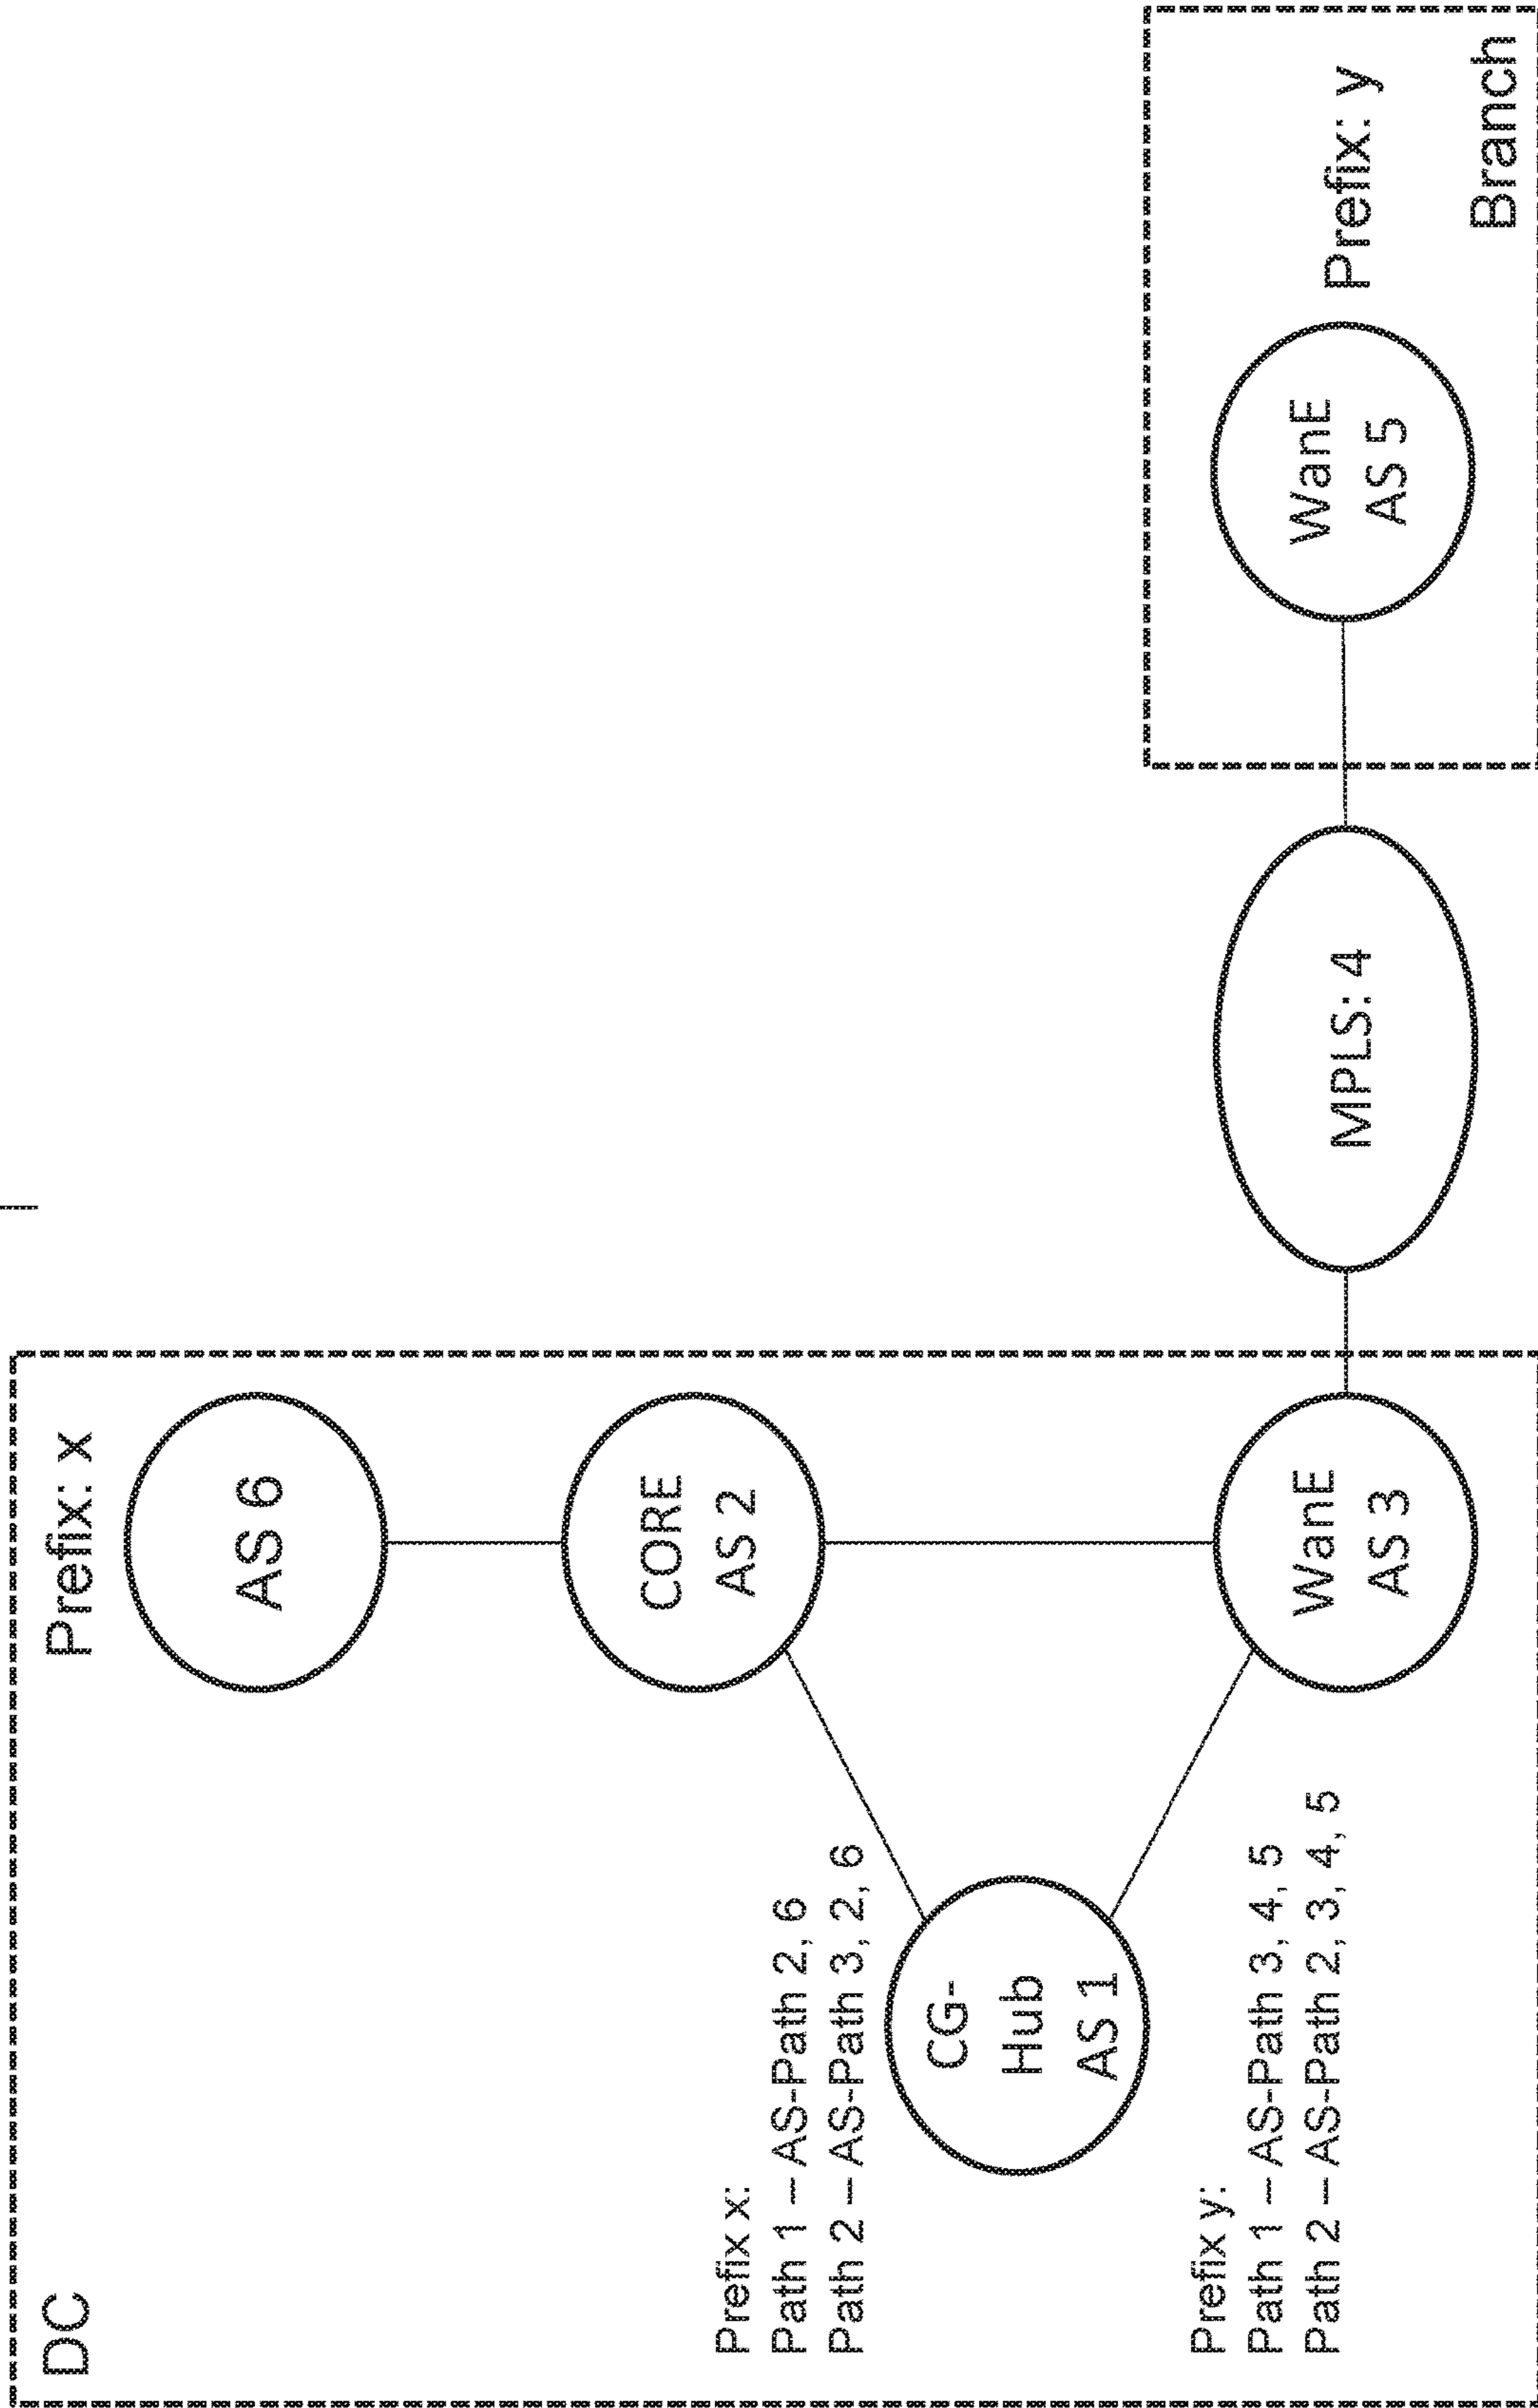 DC
Prefix: x
AS 6
CORE
AS 2
Prefix x:
Path 1 – AS-Path 2, 6
Path 2 – AS-Path 3, 2, 6
CG-
Hub
AS 1
Prefix y:
Path 1 – AS-Path 3, 4, 5
Path 2 – AS-Path 2, 3, 4, 5
WanE
AS 3
MPLS: 4
WanE
AS 5
Prefix: y
Branch